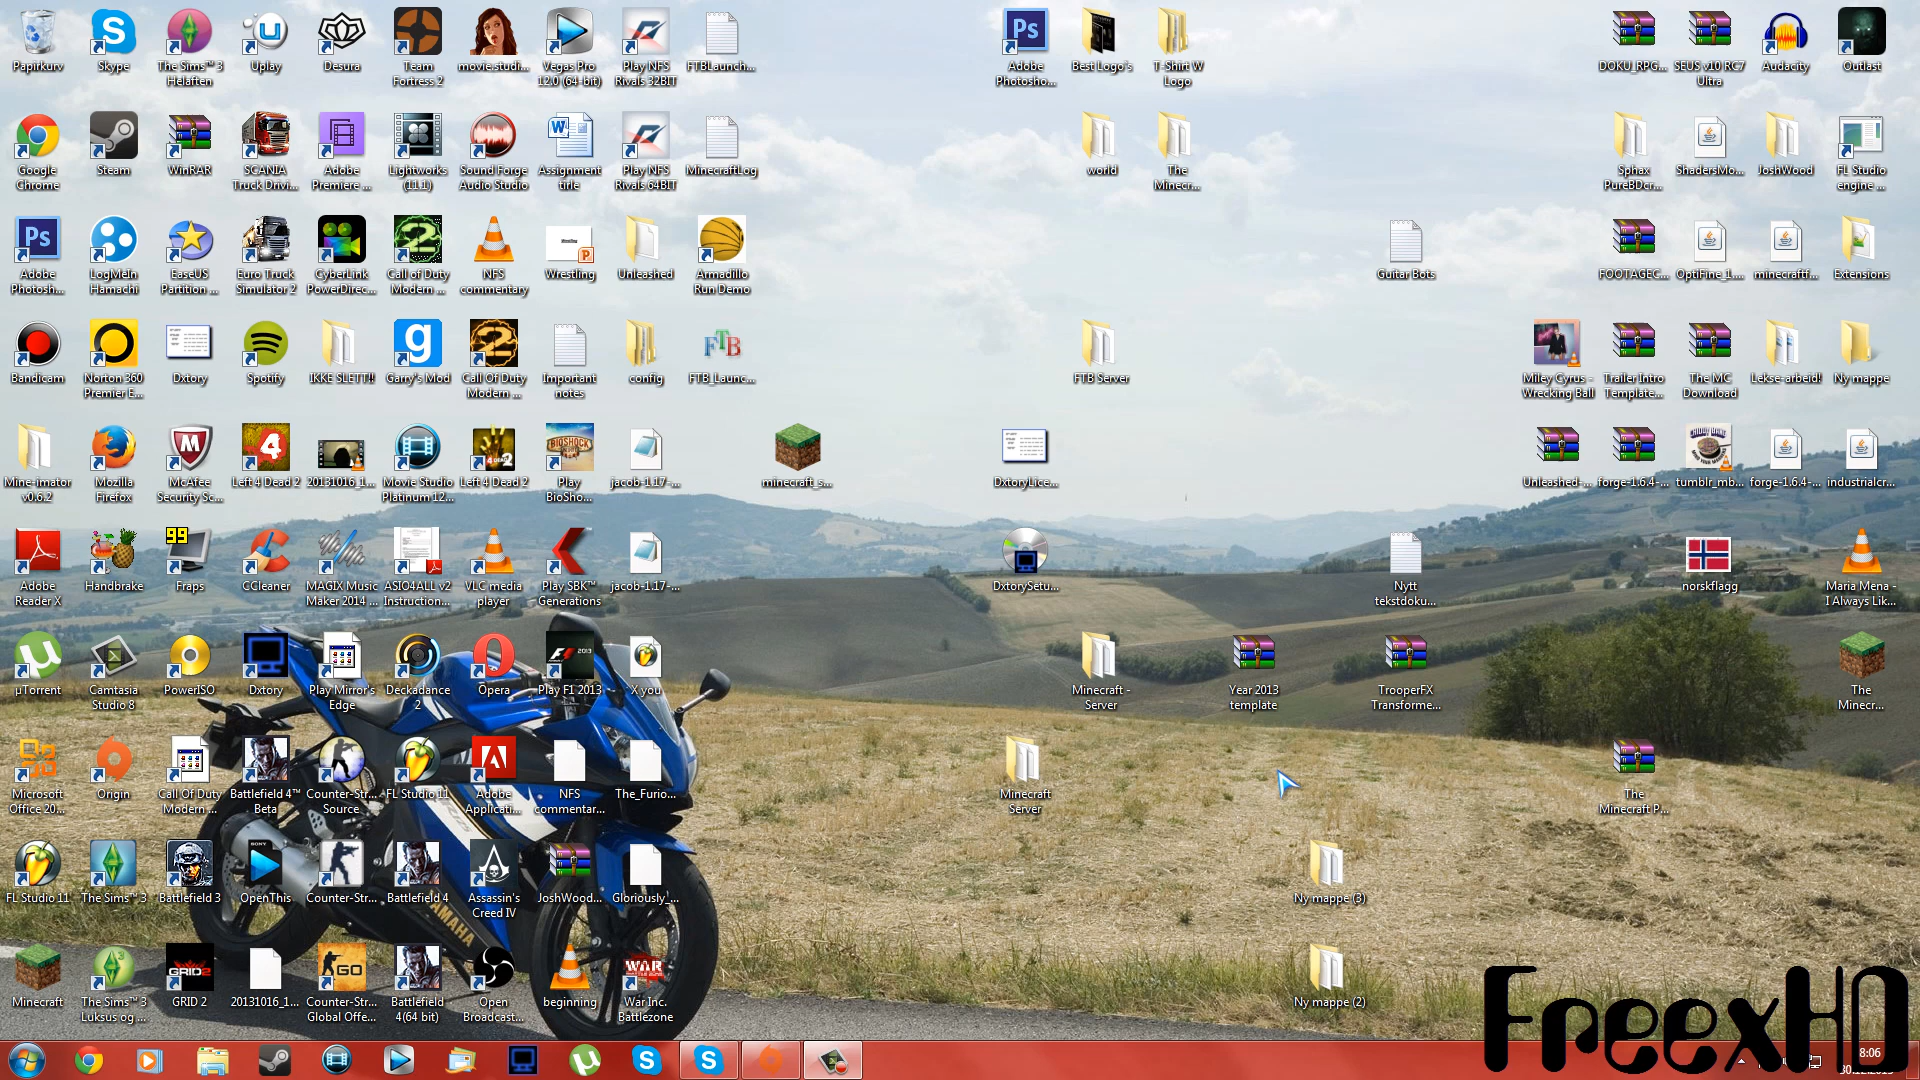 Papirkurv
Skype
The Sims™ 3
Helaften
Uplay
Desura
Team
Fortress 2
movie.studi...
Vegas Pro
12.0 (64-bit)
Play NFS
Rivals 32BIT
FTBLaunch...
Adobe
Photosho...
Best Logo's
T-Shirt W
Logo
DOKU_RPG...
SEUS v10 RC7
Ultra
Audacity
Outlast
Google
Chrome
Steam
WinRAR
SCANIA
Truck Drivi...
Adobe
Premiere ...
Lightworks
(11.1)
Sound Forge
Audio Studio
Assignment
title
Play NFS
Rivals 64BIT
MinecraftLog
world
The
Minecr...
Sphax
PureBDcr...
ShadersMo...
JoshWood
FL Studio
engine ...
Adobe
Photosh...
LogMeIn
Hamachi
EaseUS
Partition ...
Euro Truck
Simulator 2
CyberLink
PowerDirec...
Call of Duty
Modern ...
NFS
commentary
Wrestling
Unleashed
Armadillo
Run Demo
Guitar Bots
FOOTAGEC...
OptiFine_1....
minecraftf...
Extensions
Bandicam
Norton 360
Premier E...
Dxtory
Spotify
IKKE SLETT!!
Garry's Mod
Call Of Duty
Modern ...
Important
notes
config
FTB
FTB_Launc...
FTB Server
Miley Cyrus -
Wrecking Ball
Trailer Intro
Template...
The MC
Download
Lekse-arbeid!
Ny mappe
Mine-imator
v0.6.2
Mozilla
Firefox
McAfee
Security Sc...
Left 4 Dead 2
20131016_1...
Movie Studio
Platinum 12...
Left 4 Dead 2
Play
BioSho...
jacob-1.17-...
minecraft_s...
DxtoryLice...
Unleashed-...
forge-1.6.4-...
tumblr_mb...
forge-1.6.4-...
industrialcr...
Adobe
Reader X
Handbrake
99
Fraps
CCleaner
MAGIX Music
Maker 2014 ...
ASIO4ALL v2
Instruction...
VLC media
player
Play SBK™
Generations
jacob-1.17-...
DxtorySetu...
Nytt
tekstdoku...
norskflagg
Maria Mena -
I Always Lik...
µTorrent
Camtasia
Studio 8
PowerISO
Dxtory
Play Mirror's
Edge
Deckadance
2
Opera
Play F1 2013
X you
Minecraft -
Server
Year 2013
template
TrooperFX
Transforme...
The
Minecr...
Microsoft
Office 20...
Origin
Call Of Duty
Modern ...
Battlefield 4™
Beta
Counter-Str...
Source
FL Studio 11
Adobe
Applicati...
NFS
commentar...
The_Furio...
Minecraft
Server
The
Minecraft P...
FL Studio 11
The Sims™ 3
Battlefield 3
OpenThis
Counter-Str...
Battlefield 4
Assassin's
Creed IV
JoshWood...
Gloriously_...
Ny mappe (3)
YAMAHA
Minecraft
The Sims™ 3
Luksus og ...
GRID 2
20131016_1...
Counter-Str...
Global Offe...
Battlefield
4(64 bit)
Open
Broadcast...
beginning
War Inc.
Battlezone
Ny mappe (2)
FreexHD
8:06